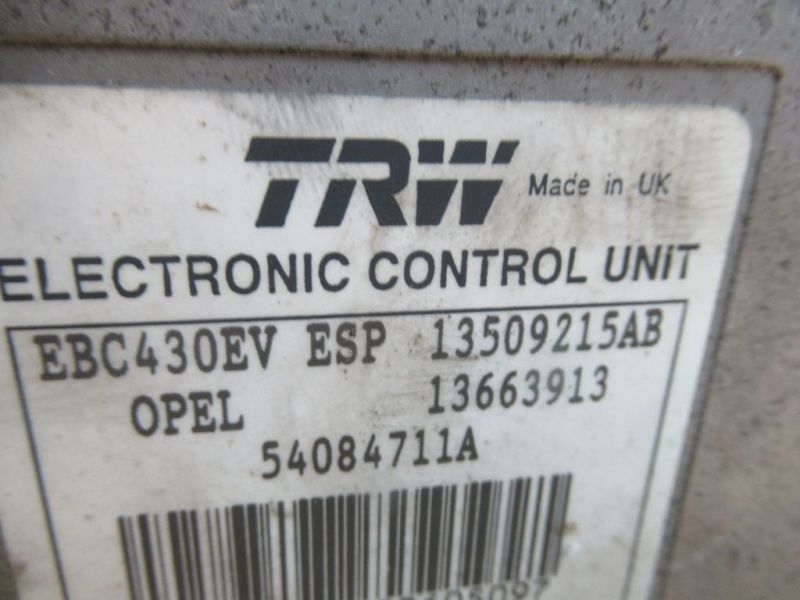 TRW Made in UK
ELECTRONIC CONTROL UNIT
EBC430EV ESP 13509215AB
OPEL 13663913
54084711A